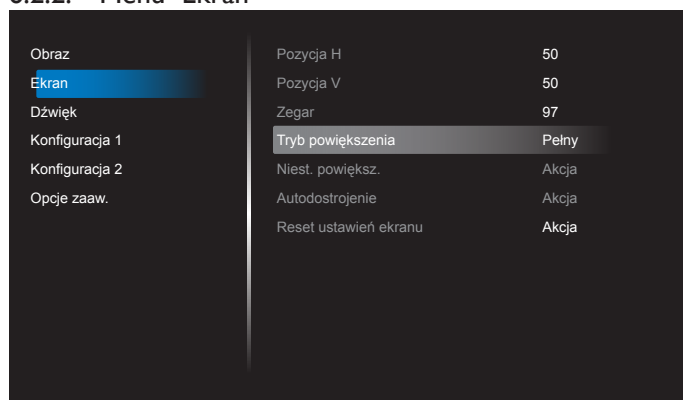 Obraz
Ekran
Dźwięk
Konfiguracja 1
Konfiguracja 2
Opcje zaaw.
Pozycja H 50
Pozycja V 50
Zegar 97
Tryb powiększenia Pełny
Niest. powiększ. Akcja
Autodostrojenie Akcja
Reset ustawień ekranu Akcja